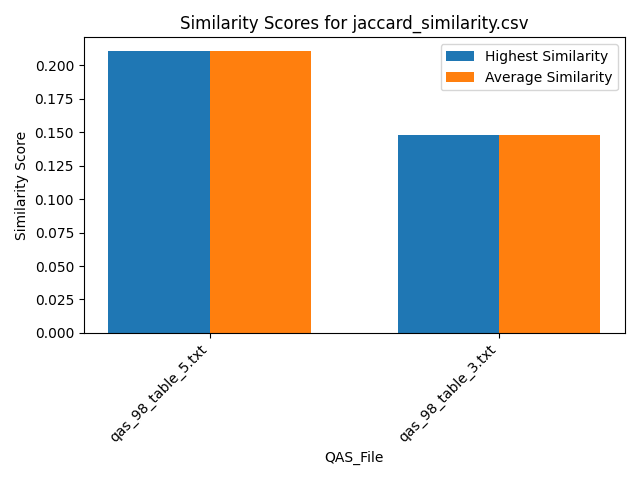 Similarity Scores for jaccard_similarity.csv
Highest Similarity
Average Similarity
Similarity Score
0.200
0.175
0.150
0.125
0.100
0.075
0.050
0.025
0.000
qas_98_table_5.txt
qas_98_table_3.txt
QAS_File